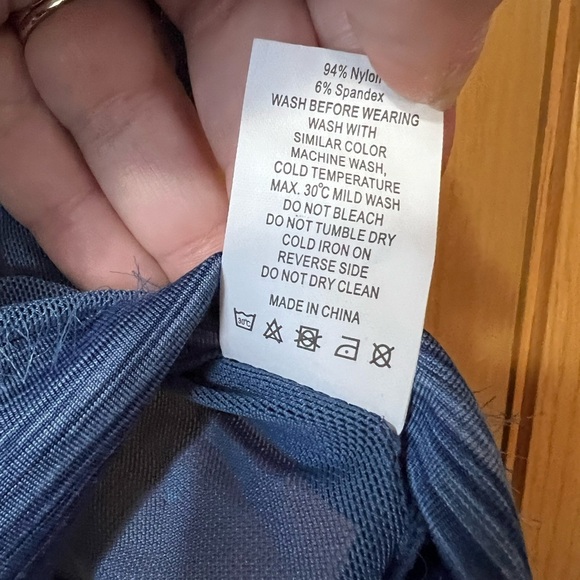 94% Nylon
6% Spandex
WASH BEFORE WEARING
WASH WITH
SIMILAR COLOR
MACHINE WASH,
COLD TEMPERATURE
MAX. 30°C MILD WASH
DO NOT BLEACH
DO NOT TUMBLE DRY
COLD IRON ON
REVERSE SIDE
DO NOT DRY CLEAN
MADE IN CHINA
30°C